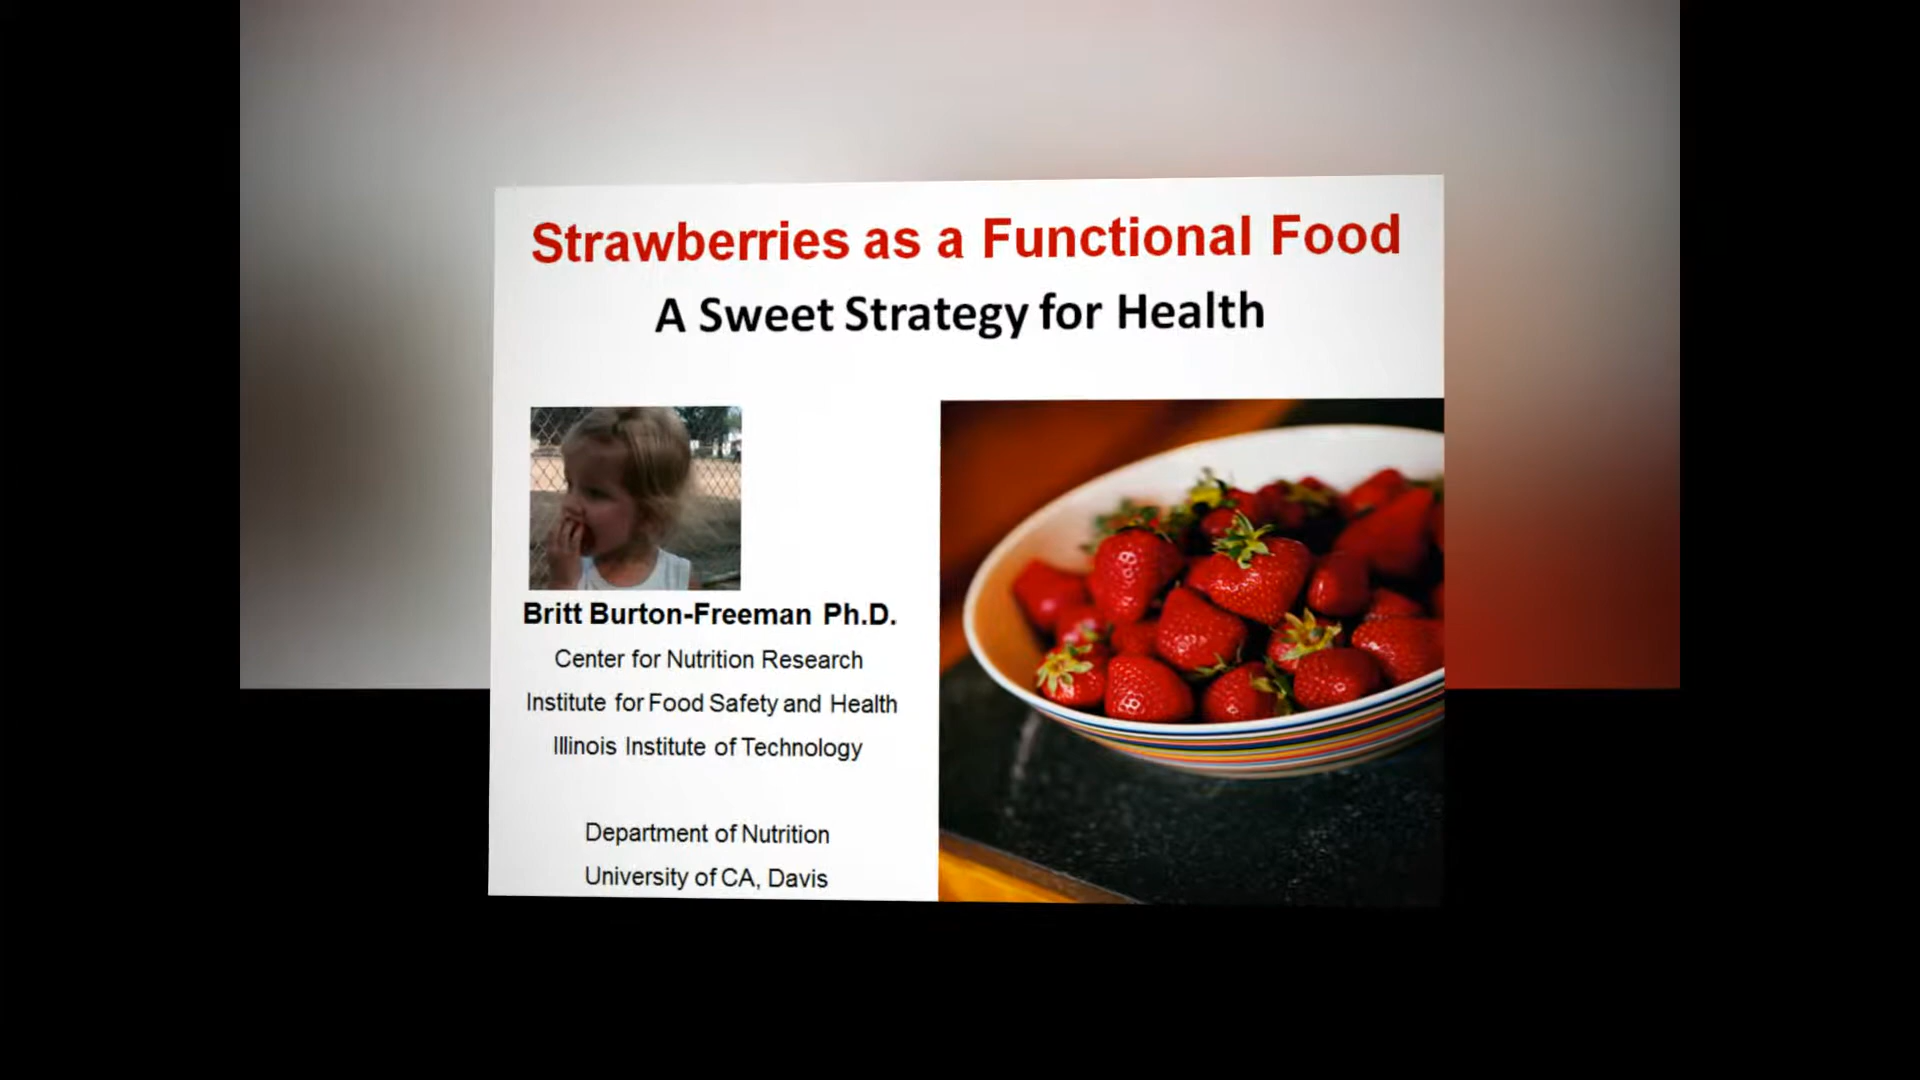 Strawberries as a Functional Food
A Sweet Strategy for Health
Britt Burton-Freeman Ph.D.
Center for Nutrition Research
Institute for Food Safety and Health
Illinois Institute of Technology
Department of Nutrition
University of CA, Davis